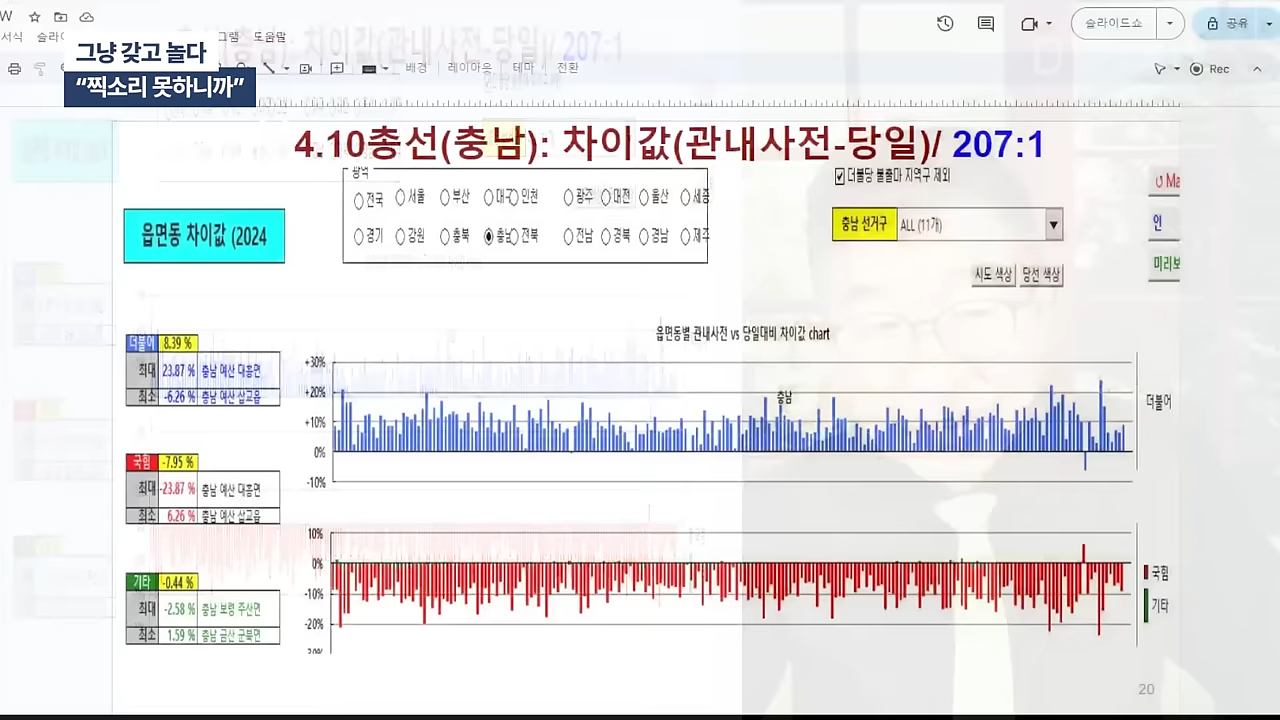 W
서식
그냥 갖고 놀다
“찍소리 못하니까”
도움말
슬라이드쇼
공유
배경
레이아웃
테마
전환
Rec
4.10총선(충남): 차이값(관내사전-당일)/ 207:1
광역
전국 서울 부산 대구 인천 광주 대전 울산 세종
경기 강원 충북 충남 전북 전남 경북 경남 제주
더불당 불출마 지역구 제외
Ma
읍면동 차이값 (2024
충남 선거구 ALL (11개)
인
미리보
시도 색상 당선 색상
읍면동별 관내사전 vs 당일대비 차이값 chart
더불어 8.39 %
최대 23.87 % 충남 예산 대흥면
최소 -6.26 % 충남 예산 삽교읍
+30%
+20%
+10%
0%
-10%
충남
더불어
국힘 -7.95 %
최대 -23.87 % 충남 예산 대흥면
최소 6.26 % 충남 예산 삽교읍
10%
0%
-10%
-20%
국힘
기타
기타 -0.44 %
최대 -2.58 % 충남 보령 주산면
최소 1.59 % 충남 금산 군북면
20